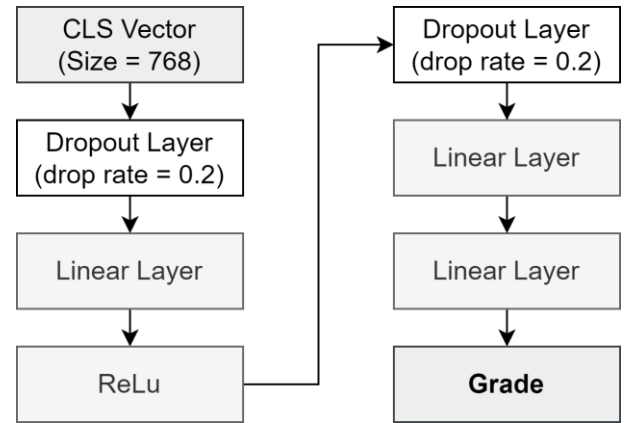 CLS Vector
(Size = 768)
Dropout Layer
(drop rate = 0.2)
Linear Layer
ReLu
Dropout Layer
(drop rate = 0.2)
Linear Layer
Linear Layer
Grade